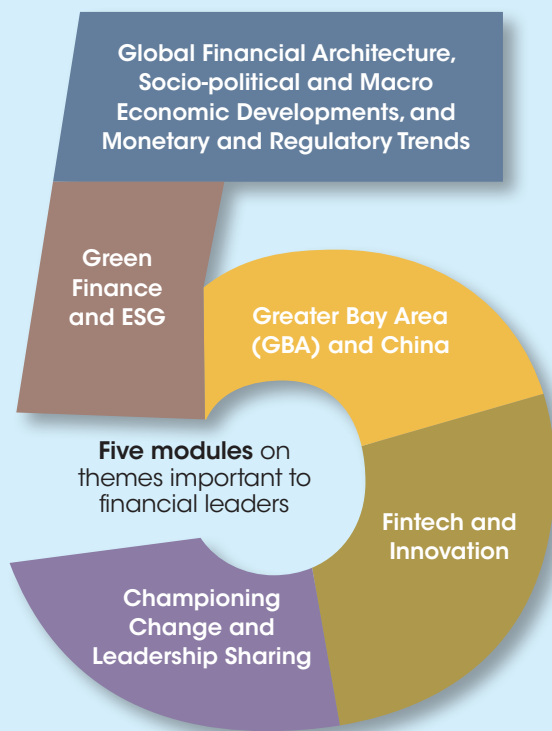 Global Financial Architecture,
Socio-political and Macro
Economic Developments, and
Monetary and Regulatory Trends
Green
Finance
and ESG
Greater Bay Area
(GBA) and China
Five modules on
themes important to
financial leaders
Fintech and
Innovation
Championing
Change and
Leadership Sharing